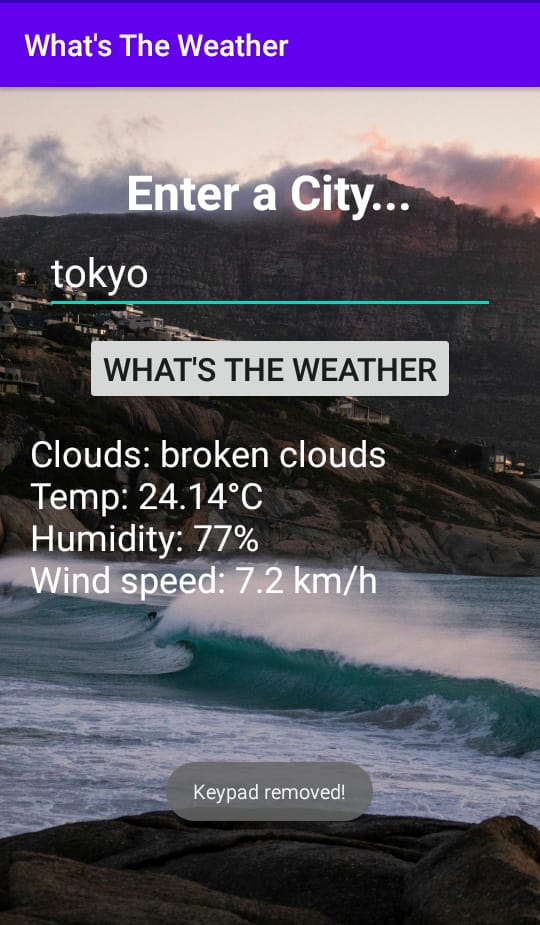 What's The Weather
Enter a City...
tokyo
WHAT'S THE WEATHER
Clouds: broken clouds
Temp: 24.14°C
Humidity: 77%
Wind speed: 7.2 km/h
Keypad removed!